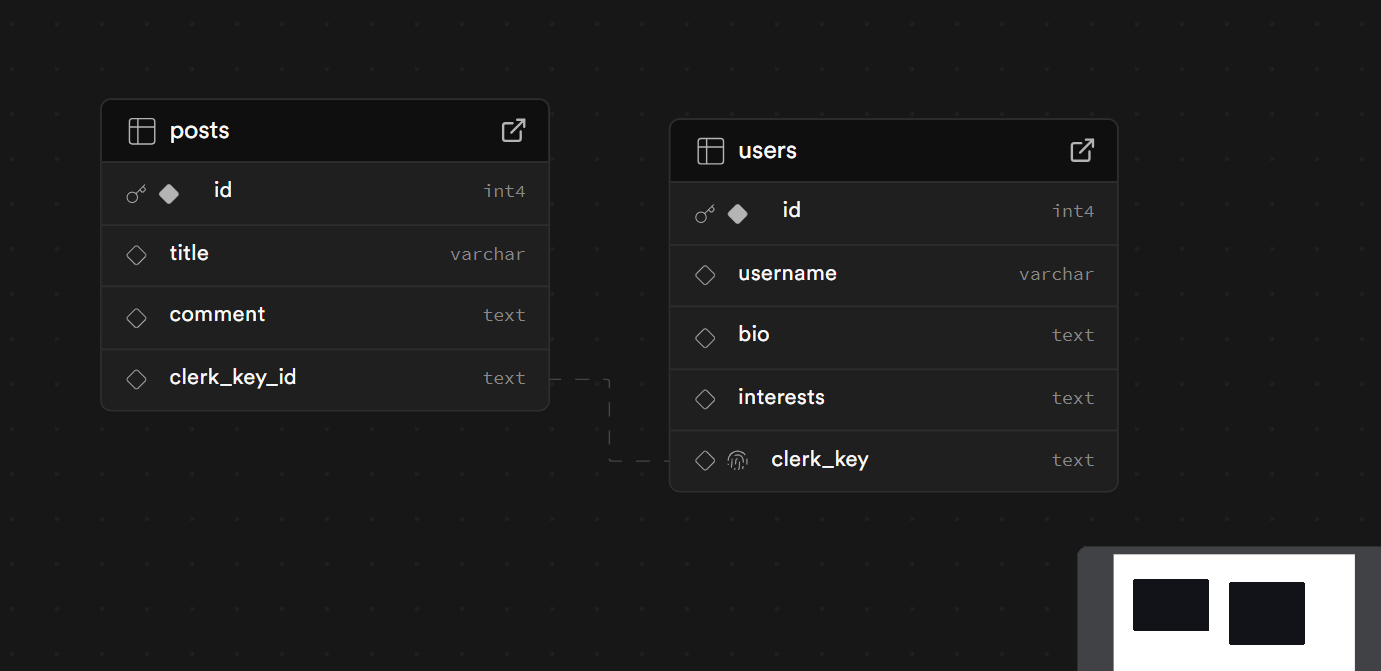 posts
id int4
title varchar
comment text
clerk_key_id text
users
id int4
username varchar
bio text
interests text
clerk_key text